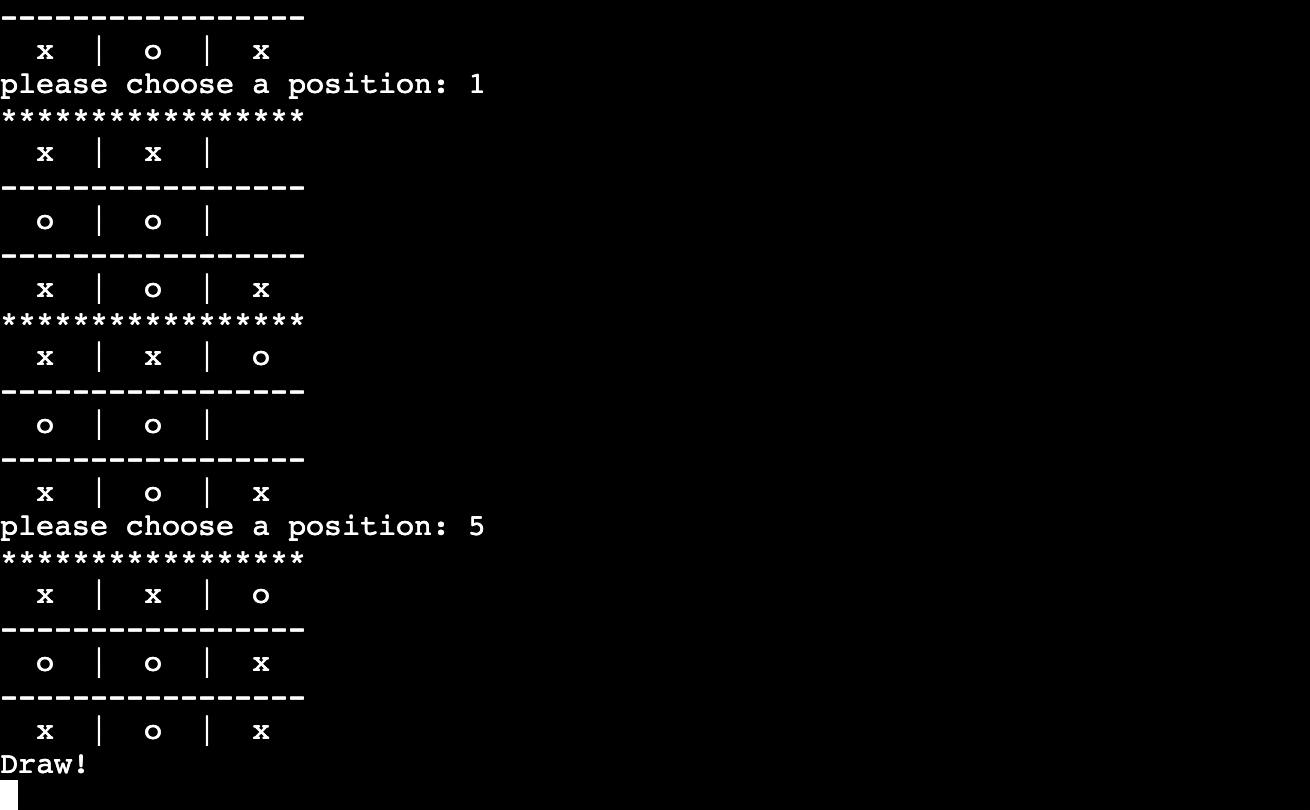 -----------------
  x  |  o  |  x
please choose a position: 1
*****************
  x  |  x  |
-----------------
  o  |  o  |
-----------------
  x  |  o  |  x
*****************
  x  |  x  |  o
-----------------
  o  |  o  |
-----------------
  x  |  o  |  x
please choose a position: 5
*****************
  x  |  x  |  o
-----------------
  o  |  o  |  x
-----------------
  x  |  o  |  x
Draw!